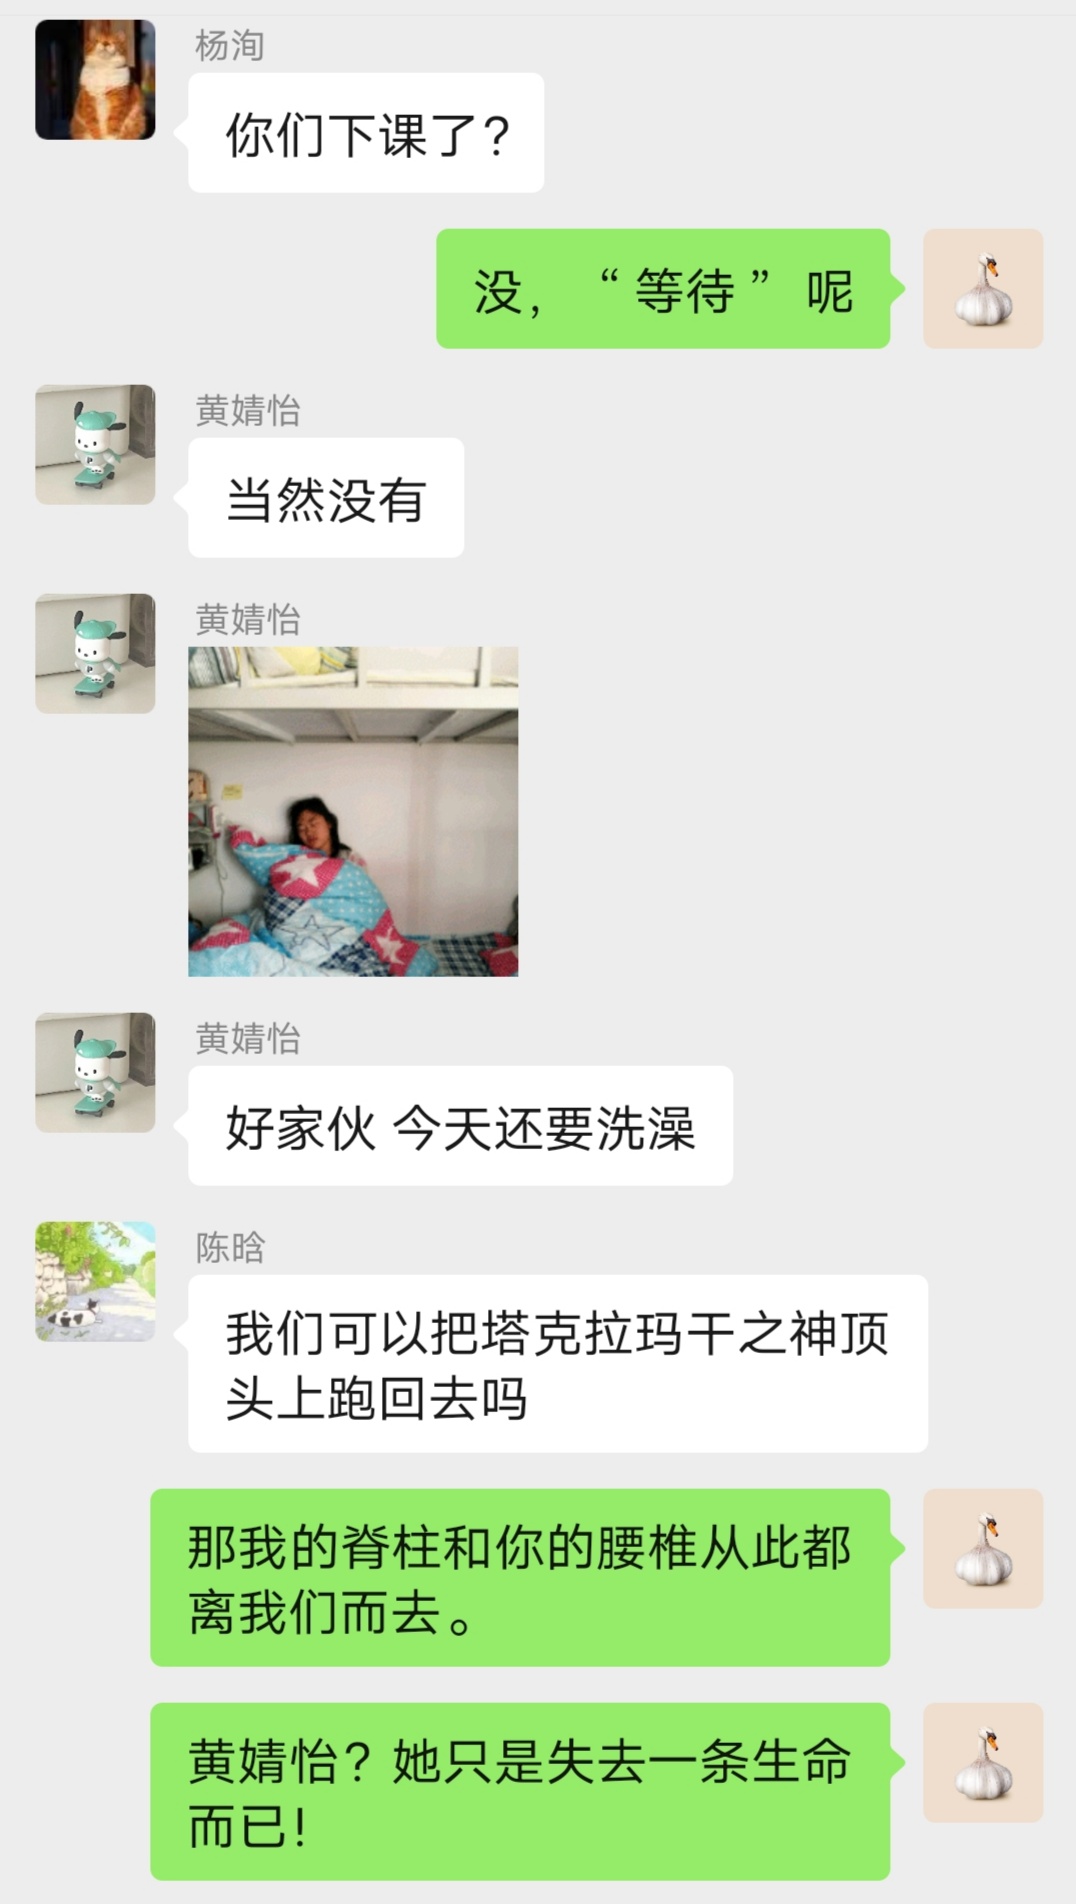 杨洵
你们下课了？
没，“等待”呢
黄婧怡
当然没有
黄婧怡
黄婧怡
好家伙 今天还要洗澡
陈晗
我们可以把塔克拉玛干之神顶
头上跑回去吗
那我的脊柱和你的腰椎从此都
离我们而去。
黄婧怡？她只是失去一条生命
而已！